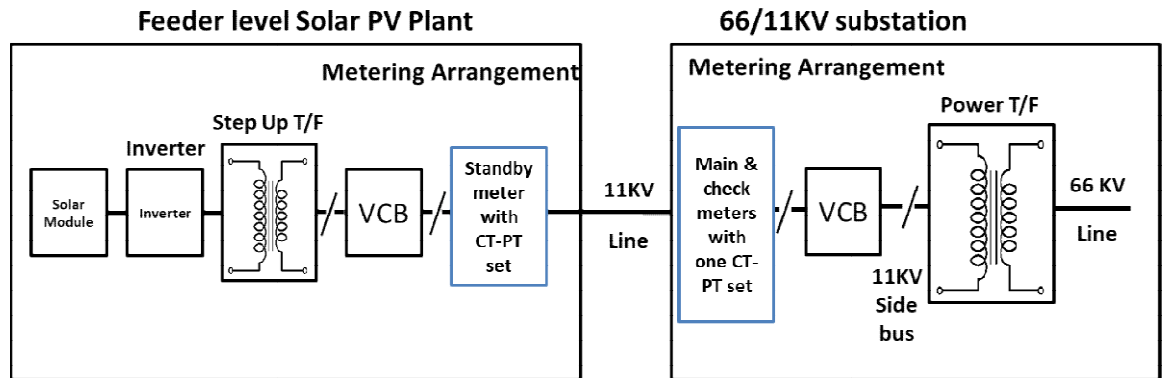 Feeder level Solar PV Plant
Metering Arrangement
Step Up T/F
Inverter
Solar
Module
Inverter
VCB
Standby
meter
with
CT-PT
set
11KV
Line
66/11KV substation
Metering Arrangement
Main &
check
meters
with
one CT-
PT set
VCB
11KV
Side
bus
Power T/F
66 KV
Line